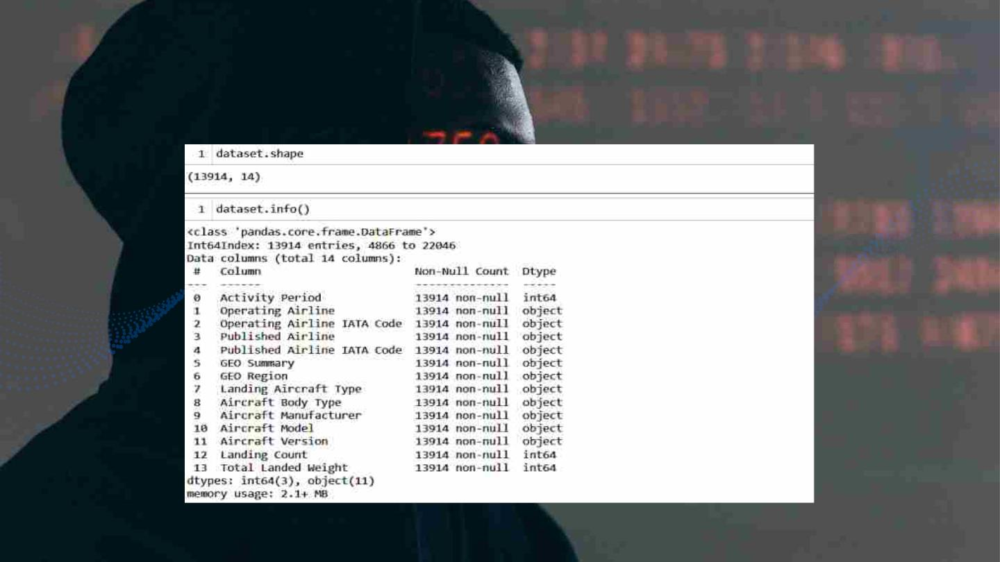 1 dataset.shape
(13914, 14)
1 dataset.info()
<class 'pandas.core.frame.DataFrame'>
Int64Index: 13914 entries, 4866 to 22046
Data columns (total 14 columns):
# Column Non-Null Count Dtype
--- ------ -------------- -----
0 Activity Period 13914 non-null int64
1 Operating Airline 13914 non-null object
2 Operating Airline IATA Code 13914 non-null object
3 Published Airline 13914 non-null object
4 Published Airline IATA Code 13914 non-null object
5 GEO Summary 13914 non-null object
6 GEO Region 13914 non-null object
7 Landing Aircraft Type 13914 non-null object
8 Aircraft Body Type 13914 non-null object
9 Aircraft Manufacturer 13914 non-null object
10 Aircraft Model 13914 non-null object
11 Aircraft Version 13914 non-null object
12 Landing Count 13914 non-null int64
13 Total Landed Weight 13914 non-null int64
dtypes: int64(3), object(11)
memory usage: 2.1+ MB